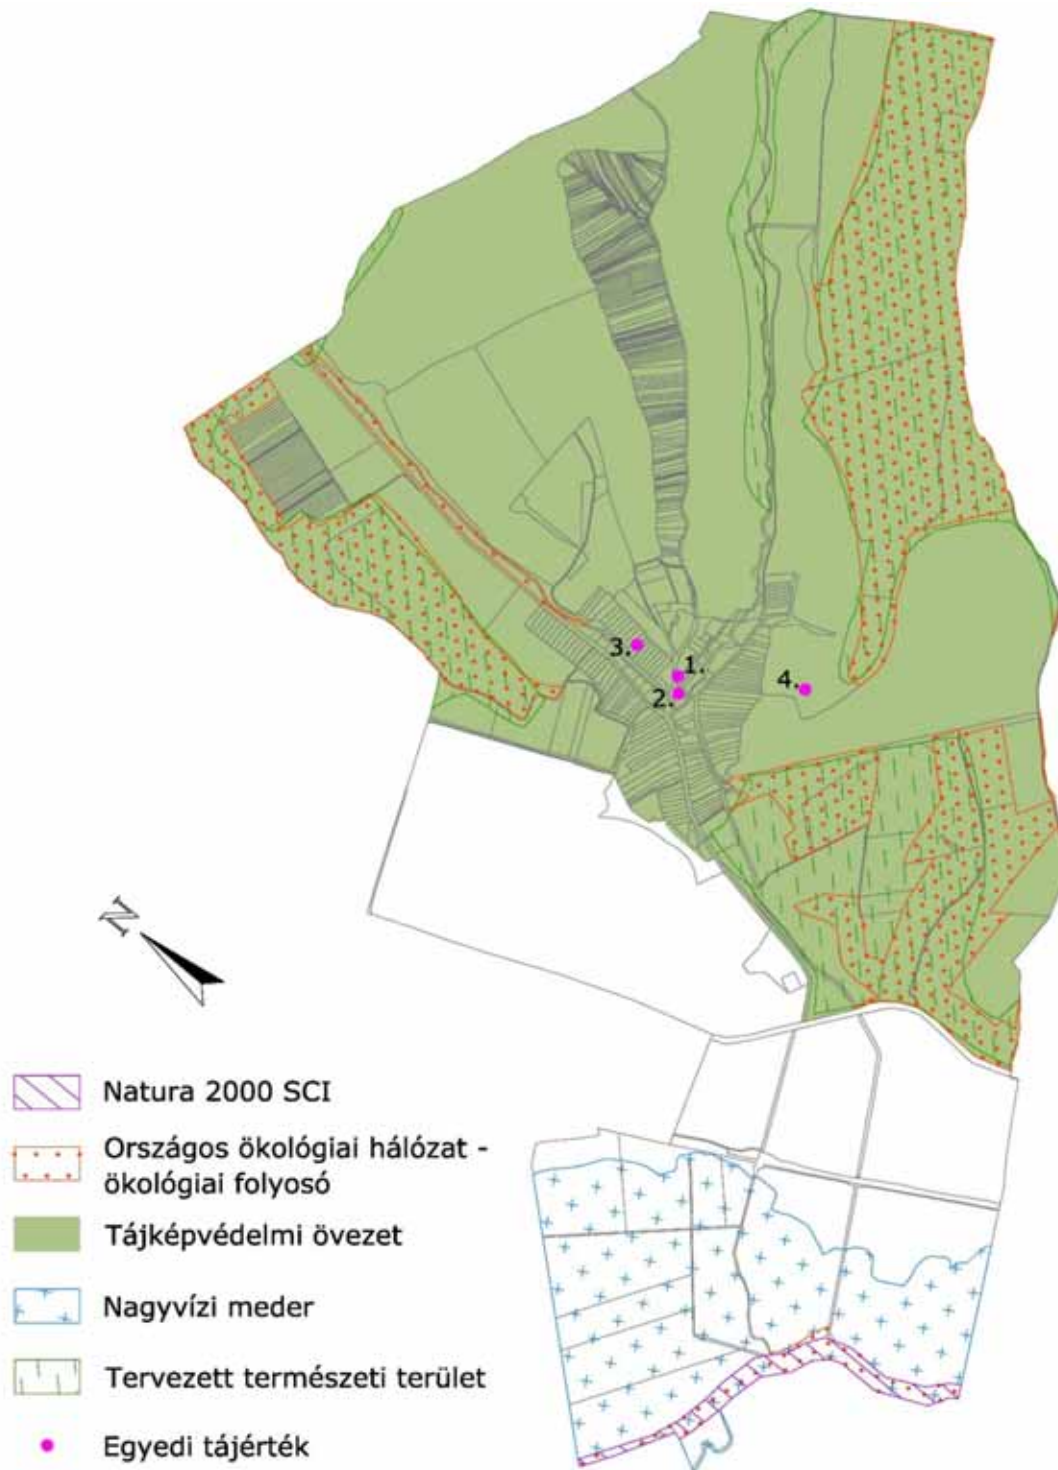 3.
1.
2.
4.
N
Natura 2000 SCI
Országos ökológiai hálózat -
ökológiai folyosó
Tájképvédelmi övezet
Nagyvízi meder
Tervezett természeti terület
Egyedi tájérték